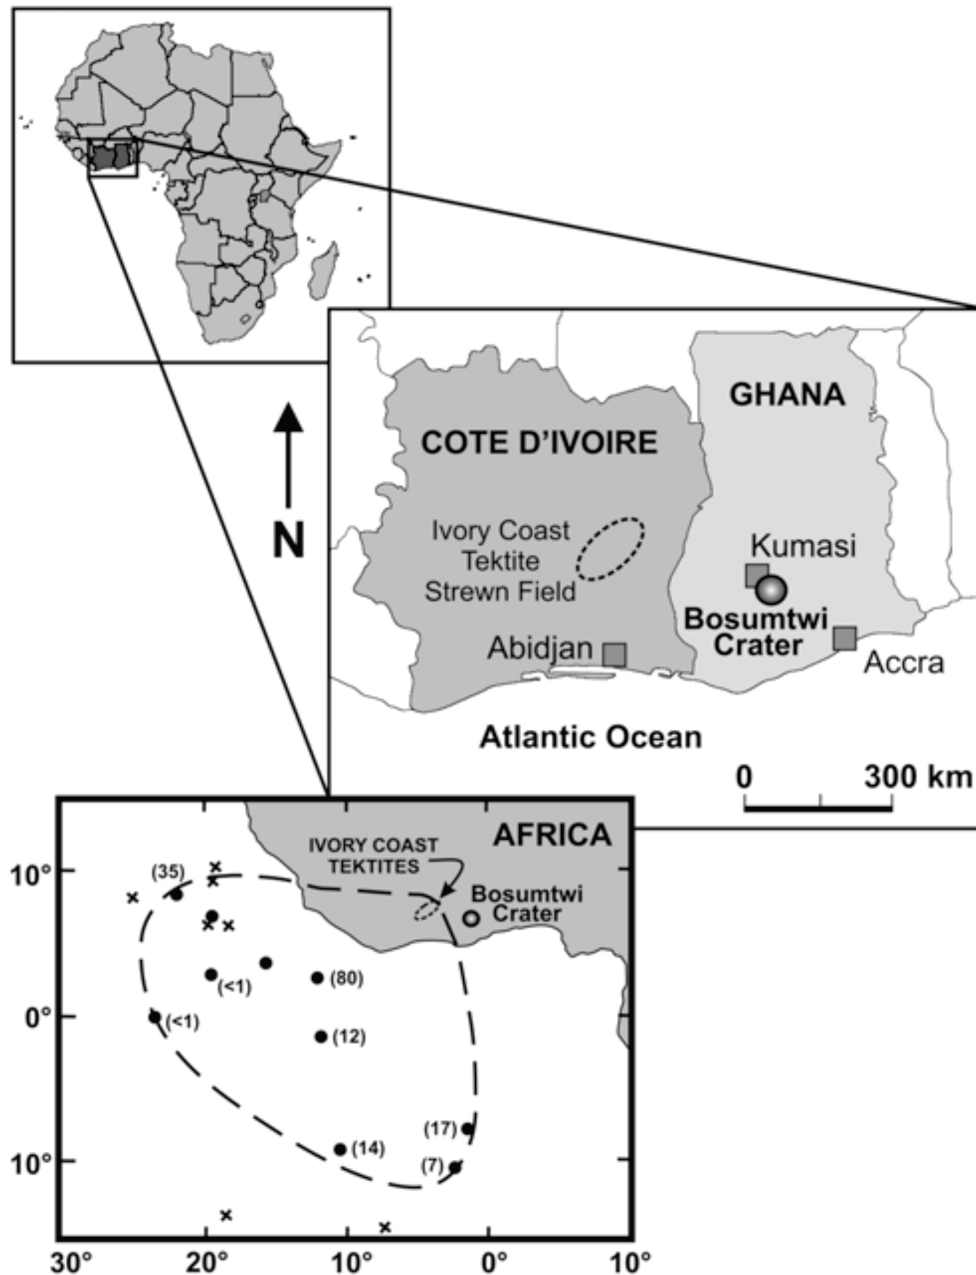 GHANA
COTE D'IVOIRE
N
Ivory Coast
Tektite
Strewn Field
Kumasi
Bosumtwi
Crater
Abidjan
Accra
Atlantic Ocean
0 300 km
AFRICA
IVORY COAST
TEKTITES
Bosumtwi
Crater
10°
(35)
(<1)
(80)
0°
(<1)
(12)
(17)
(14)
(7)
10°
30° 20° 10° 0° 10°